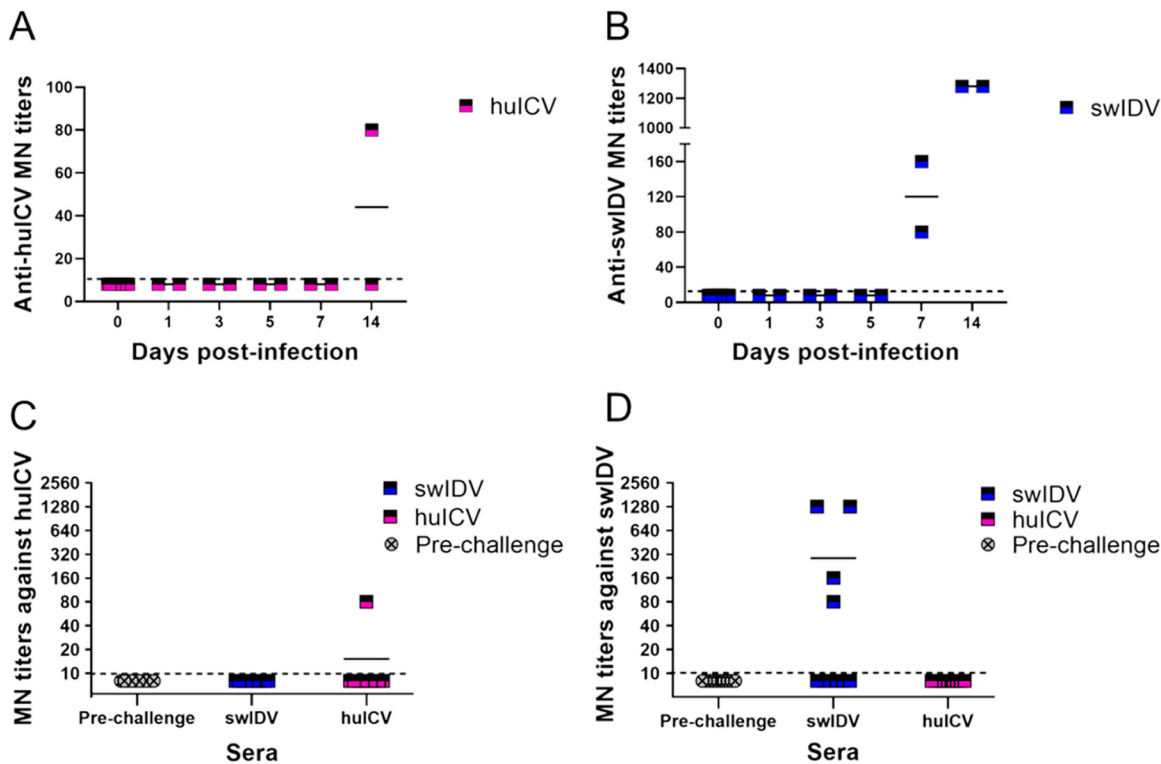 A
Anti-huICV MN titers
100
80
60
40
20
0
0 1 3 5 7 14
Days post-infection
huICV
B
Anti-swIDV MN titers
1400
1200
1000
160
120
80
40
0
0 1 3 5 7 14
Days post-infection
swIDV
C
MN titers against huICV
2560
1280
640
320
160
80
40
20
10
Pre-challenge swIDV huICV
Sera
swIDV
huICV
Pre-challenge
D
MN titers against swIDV
2560
1280
640
320
160
80
40
20
10
Pre-challenge swIDV huICV
Sera
swIDV
huICV
Pre-challenge